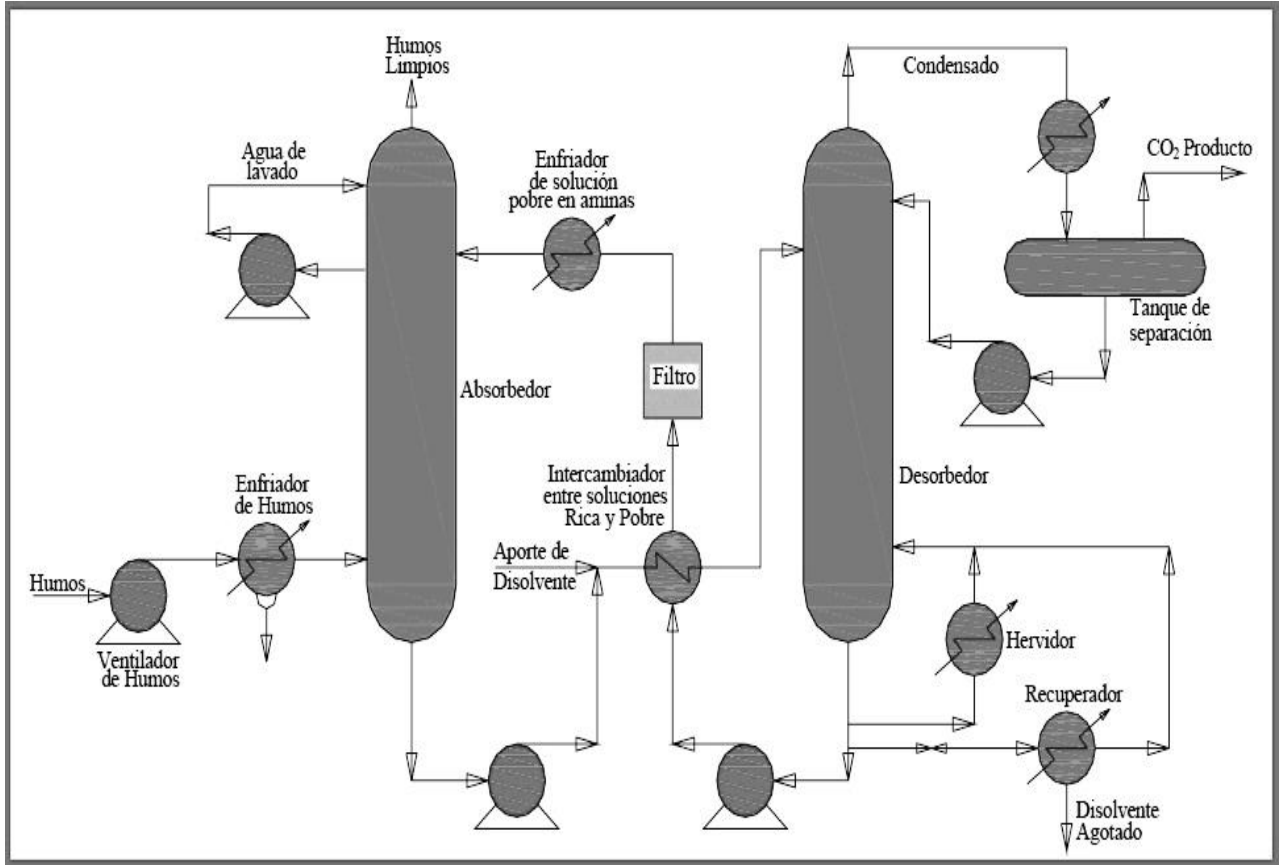 Humos
Limpios
Condensado
Agua de
lavado
Enfriador
de solución
pobre en aminas
CO₂ Producto
Tanque de
separación
Filtro
Absorbedor
Desorbedor
Enfriador
de Humos
Intercambiador
entre soluciones
Rica y Pobre
Aporte de
Disolvente
Humos
Ventilador
de Humos
Hervidor
Recuperador
Disolvente
Agotado